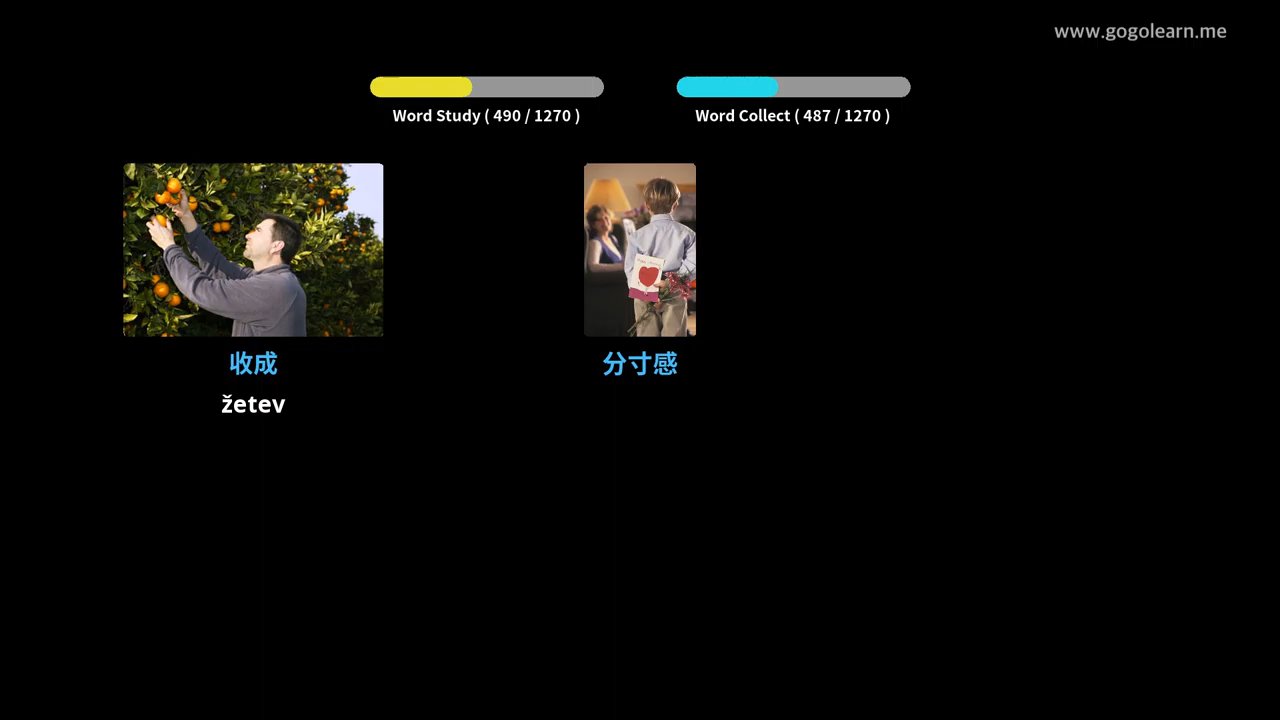 www.gogolearn.me
Word Study ( 490 / 1270 )
Word Collect ( 487 / 1270 )
收成
分寸感
žetev